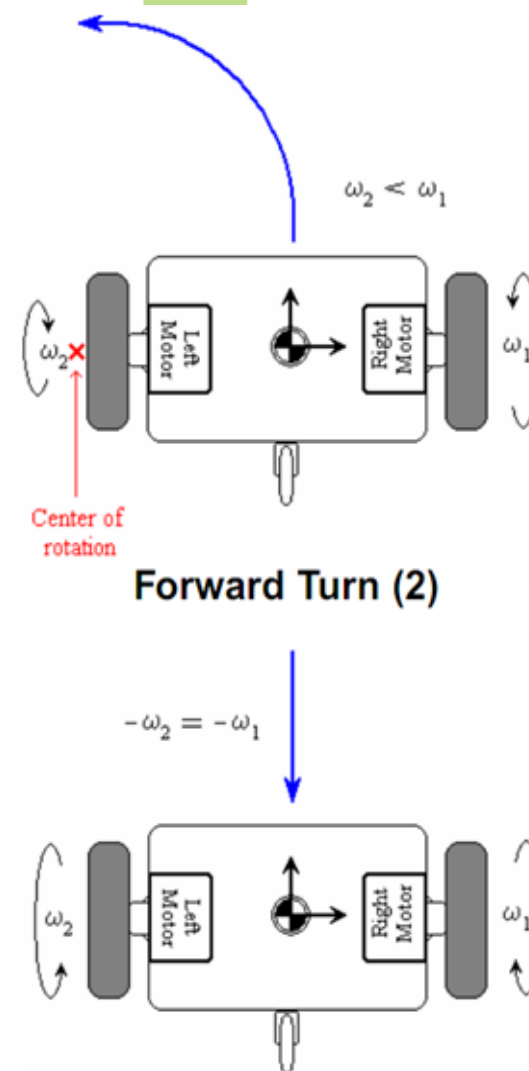 ω₂ < ω₁
Left
Motor
Right
Motor
ω₂
ω₁
Center of
rotation
Forward Turn (2)
-ω₂ = -ω₁
Left
Motor
Right
Motor
ω₂
ω₁